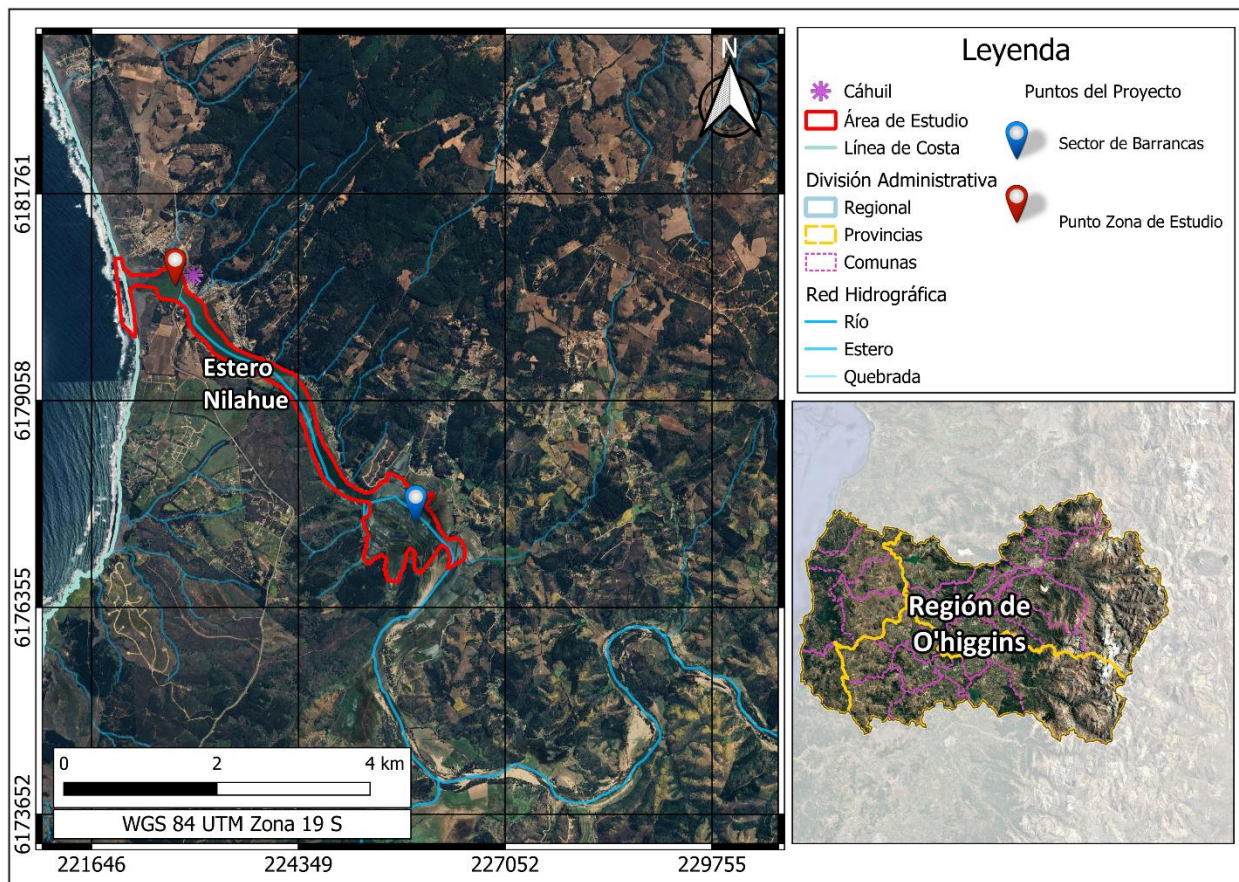 N
6181761
6179058
6176355
6173652
Estero
Nilahue
0 2 4 km
WGS 84 UTM Zona 19 S
221646 224349 227052 229755
Leyenda
Cáhuil
Área de Estudio
Línea de Costa
División Administrativa
Regional
Provincias
Comunas
Red Hidrográfica
Río
Estero
Quebrada
Puntos del Proyecto
Sector de Barrancas
Punto Zona de Estudio
Región de
O'higgins